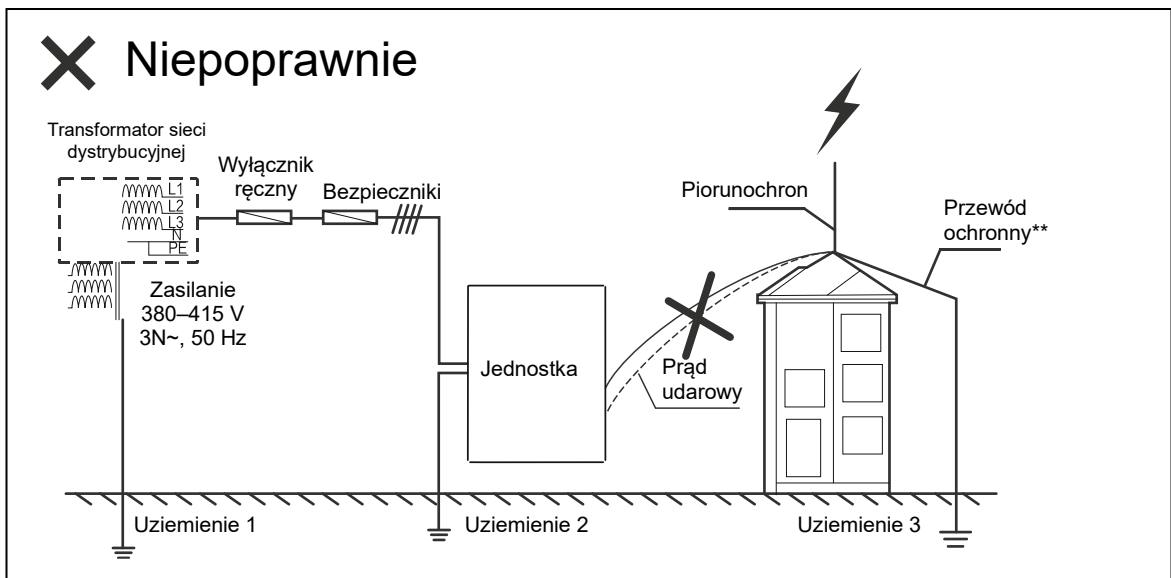 Niepoprawnie
Transformator sieci
dystrybucyjnej
L1
L2
L3
N
PE
Wyłącznik
ręczny
Bezpieczniki
Zasilanie
380–415 V
3N~, 50 Hz
Jednostka
Piorunochron
Przewód
ochronny**
Prąd
udarowy
Uziemienie 1
Uziemienie 2
Uziemienie 3